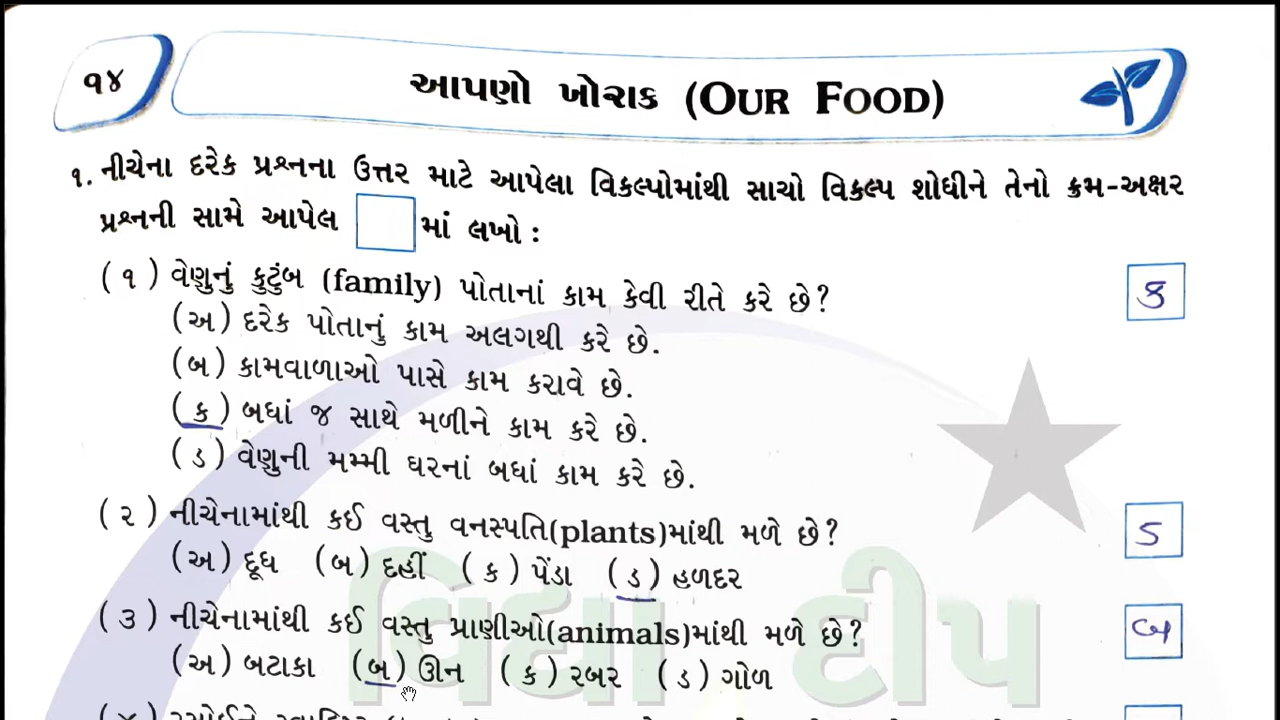 ૧૪
આપણો ખોરાક (OUR FOOD)
૧. નીચેના દરેક પ્રશ્નના ઉત્તર માટે આપેલા વિકલ્પોમાંથી સાચો વિકલ્પ શોધીને તેનો ક્રમ-અક્ષર
પ્રશ્નની સામે આપેલ માં લખો :
(૧) વેણુનું કુટુંબ (family) પોતાનાં કામ કેવી રીતે કરે છે? ક
(અ) દરેક પોતાનું કામ અલગથી કરે છે.
(બ) કામવાળાઓ પાસે કામ કરાવે છે.
(ક) બધાં જ સાથે મળીને કામ કરે છે.
(ડ) વેણુની મમ્મી ઘરનાં બધાં કામ કરે છે.
(૨) નીચેનામાંથી કઈ વસ્તુ વનસ્પતિ(plants)માંથી મળે છે? ડ
(અ) દૂધ (બ) દહીં (ક) પેંડા (ડ) હળદર
(૩) નીચેનામાંથી કઈ વસ્તુ પ્રાણીઓ(animals)માંથી મળે છે? બ
(અ) બટાકા (બ) ઊન (ક) રબર (ડ) ગોળ
વિદ્યા દીપ